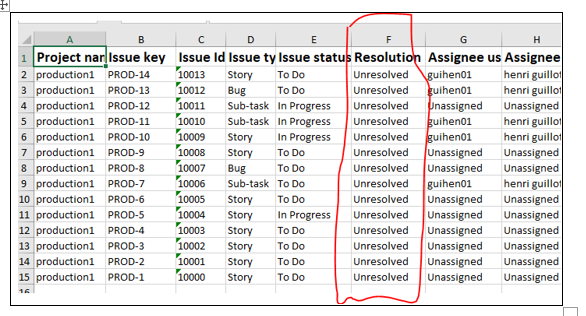 A B C D E F G H
1 Project nar Issue key Issue Id Issue ty Issue status Resolution Assignee us Assignee
2 production1 PROD-14 10013 Story To Do Unresolved guihen01 henri guillot
3 production1 PROD-13 10012 Bug To Do Unresolved guihen01 henri guillot
4 production1 PROD-12 10011 Sub-task In Progress Unresolved Unassigned Unassigned
5 production1 PROD-11 10010 Sub-task In Progress Unresolved guihen01 henri guillot
6 production1 PROD-10 10009 Story In Progress Unresolved guihen01 henri guillot
7 production1 PROD-9 10008 Story To Do Unresolved Unassigned Unassigned
8 production1 PROD-8 10007 Bug To Do Unresolved Unassigned Unassigned
9 production1 PROD-7 10006 Sub-task To Do Unresolved guihen01 henri guillot
10 production1 PROD-6 10005 Story To Do Unresolved Unassigned Unassigned
11 production1 PROD-5 10004 Story In Progress Unresolved Unassigned Unassigned
12 production1 PROD-4 10003 Story To Do Unresolved Unassigned Unassigned
13 production1 PROD-3 10002 Story To Do Unresolved Unassigned Unassigned
14 production1 PROD-2 10001 Story To Do Unresolved Unassigned Unassigned
15 production1 PROD-1 10000 Story To Do Unresolved Unassigned Unassigned
16